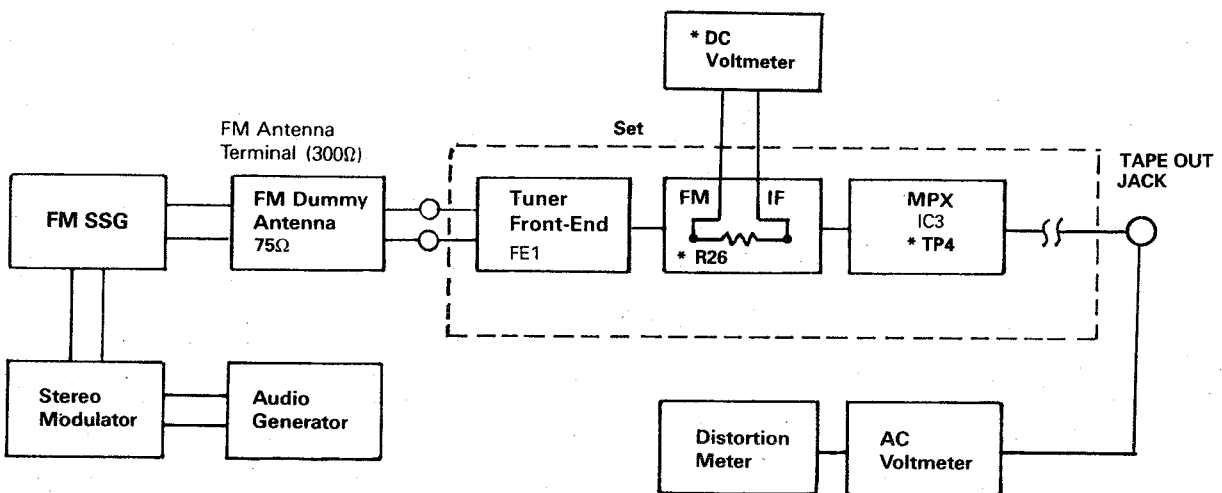 * DC
Voltmeter
FM Antenna
Terminal (300Ω)
Set
TAPE OUT
JACK
FM SSG
FM Dummy
Antenna
75Ω
Tuner
Front-End
FE1
FM IF
* R26
MPX
IC3
* TP4
Stereo
Modulator
Audio
Generator
Distortion
Meter
AC
Voltmeter